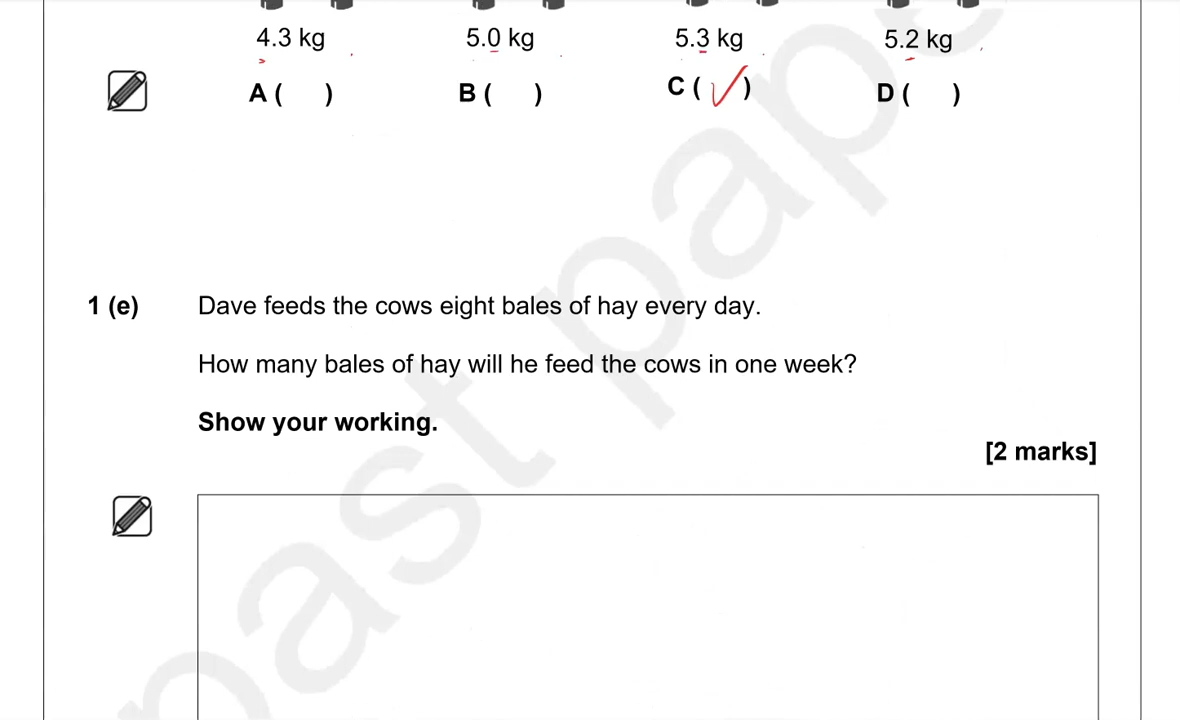 4.3 kg 5.0 kg 5.3 kg 5.2 kg
A ( ) B ( ) C ( ✓ ) D ( )
1 (e) Dave feeds the cows eight bales of hay every day.
How many bales of hay will he feed the cows in one week?
Show your working.
[2 marks]
past pape